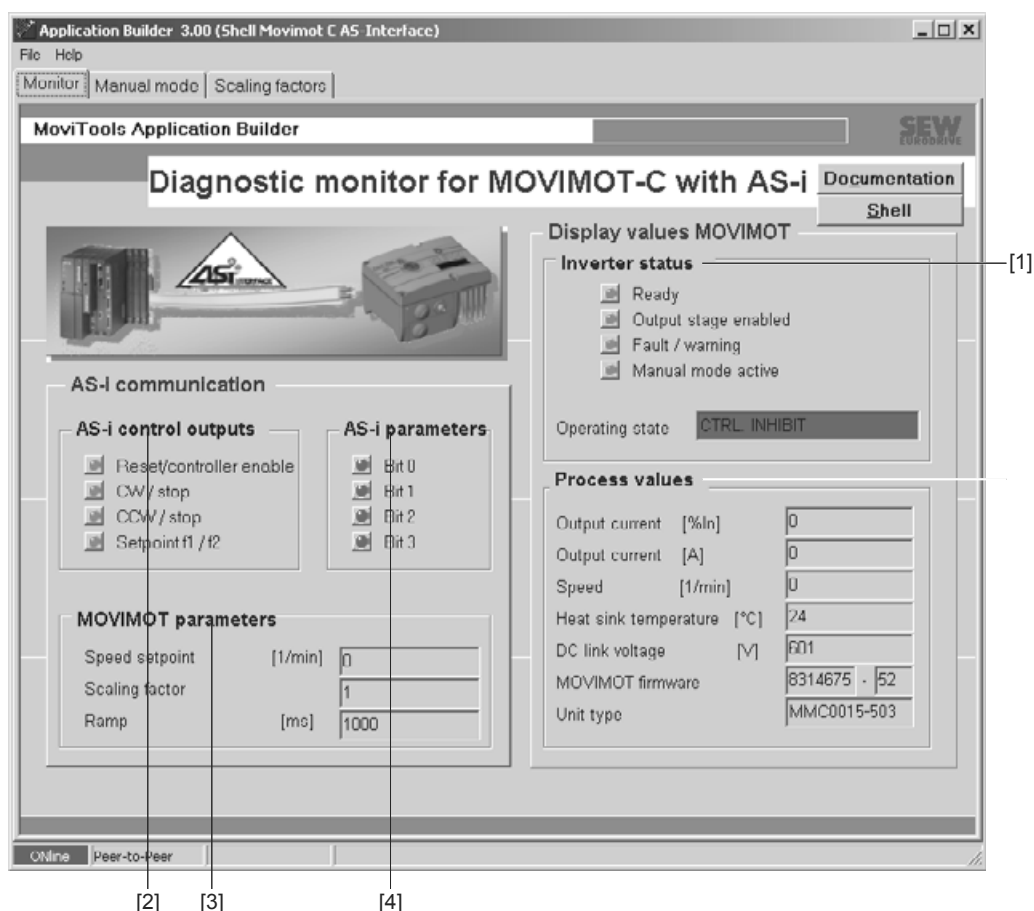 Application Builder 3.00 (Shell Movimot C AS-Interface)
File Help
Monitor Manual mode Scaling factors
MoviTools Application Builder
SEW
EURODRIVE
Diagnostic monitor for MOVIMOT-C with AS-i
Documentation
Shell
ASi
INTERFACE
Display values MOVIMOT
Inverter status
[1]
Ready
Output stage enabled
Fault / warning
Manual mode active
Operating state CTRL. INHIBIT
AS-i communication
AS-i control outputs
Reset/controller enable
CW / stop
CCW / stop
Setpoint f1 / f2
AS-i parameters
Bit 0
Bit 1
Bit 2
Bit 3
MOVIMOT parameters
Speed setpoint [1/min] 0
Scaling factor 1
Ramp [ms] 1000
Process values
Output current [%In] 0
Output current [A] 0
Speed [1/min] 0
Heat sink temperature [°C] 24
DC link voltage [V] 601
MOVIMOT firmware 8314675 - 52
Unit type MMC0015-503
ONline Peer-to-Peer
[2] [3] [4]